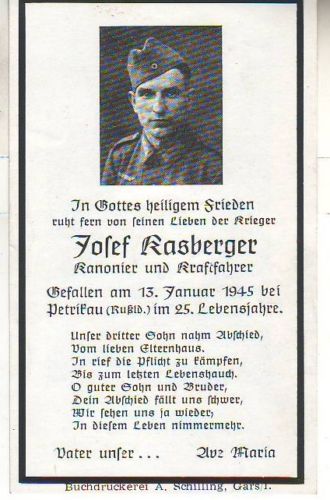 In Gottes heiligem Frieden
ruht fern von seinen Lieben der Krieger
Josef Kasberger
Kanonier und Kraftfahrer
Gefallen am 13. Januar 1945 bei
Petrikau (Rußld.) im 25. Lebensjahre.
Unser dritter Sohn nahm Abschied,
Vom lieben Elternhaus.
In rief die Pflicht zu kämpfen,
Bis zum letzten Lebenshauch.
O guter Sohn und Bruder,
Dein Abschied fällt uns schwer,
Wir sehen uns ja wieder,
In diesem Leben nimmermehr.
Vater unser . . . Ave Maria
Buchdruckerei A. Schilling, Gars/I.